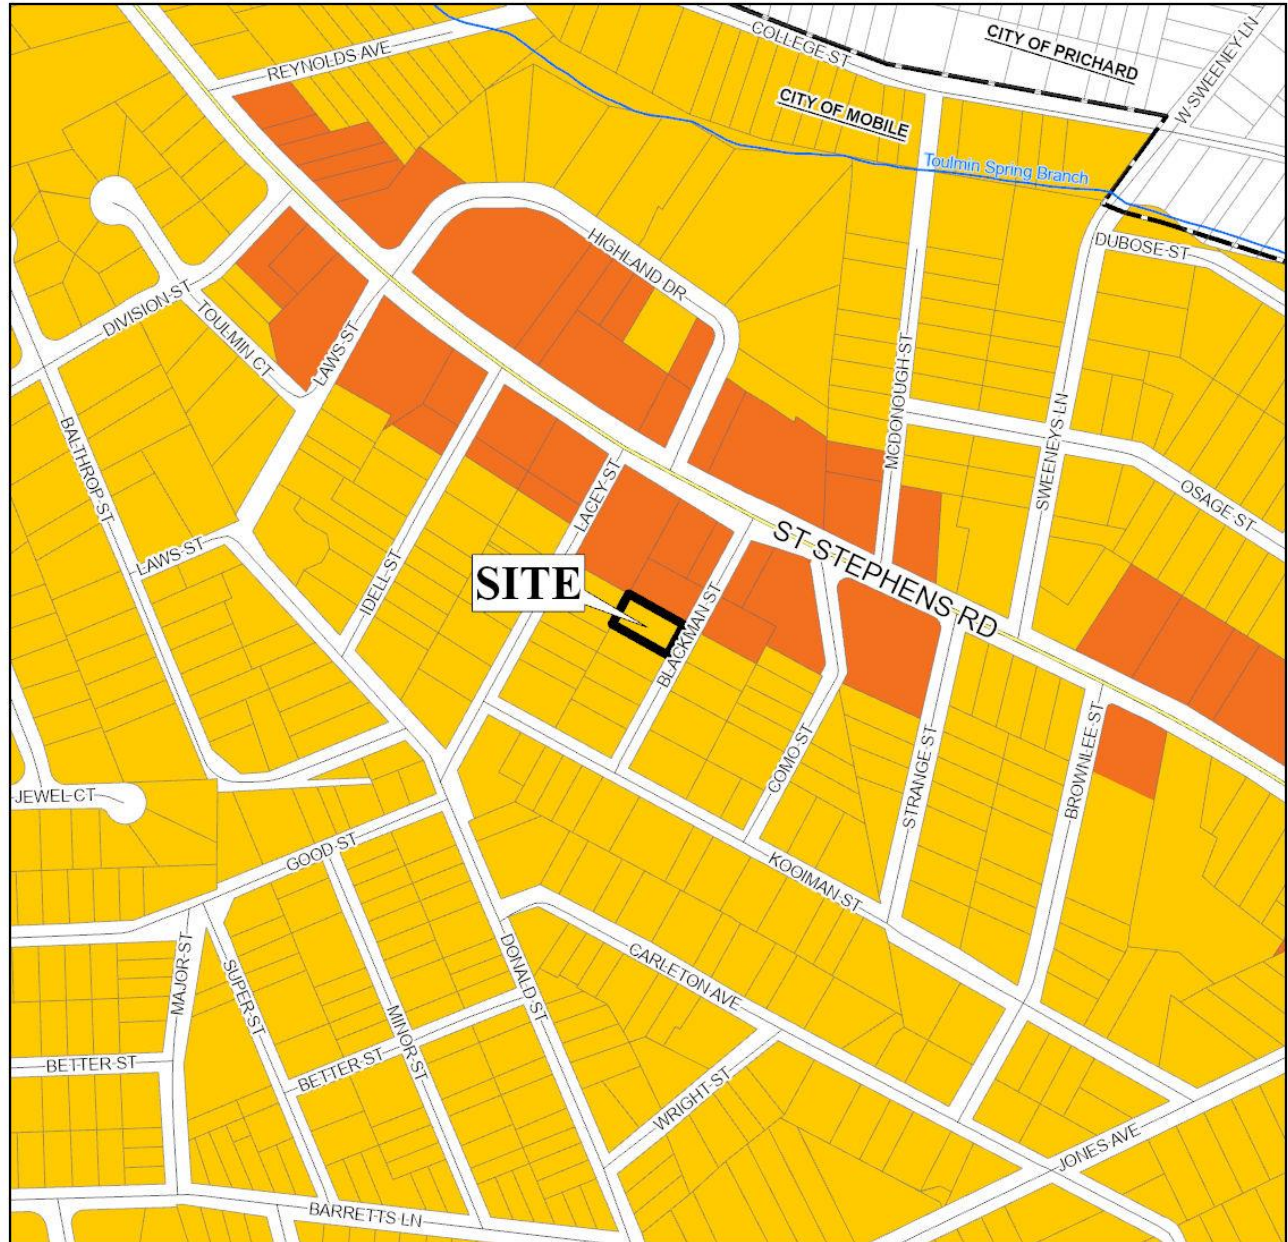 COLLEGE ST
CITY OF PRICHARD
W SWEENEY LN
REYNOLDS AVE
CITY OF MOBILE
Toulmin Spring Branch
DUBOSE ST
HIGHLAND DR
DIVISION ST
TOULMIN CT
LAWS ST
MCDONOUGH ST
SWEENEYS LN
BALTHROP ST
OSAGE ST
LACEY ST
ST STEPHENS RD
LAWS ST
IDELL ST
SITE
BLACKMAN ST
COMO ST
STRANGE ST
BROWNLEE ST
JEWEL CT
GOOD ST
KOOIMAN ST
MAJOR ST
SUPER ST
MINOR ST
DONALD ST
CARLETON AVE
BETTER ST
BETTER ST
WRIGHT ST
JONES AVE
BARRETTS LN